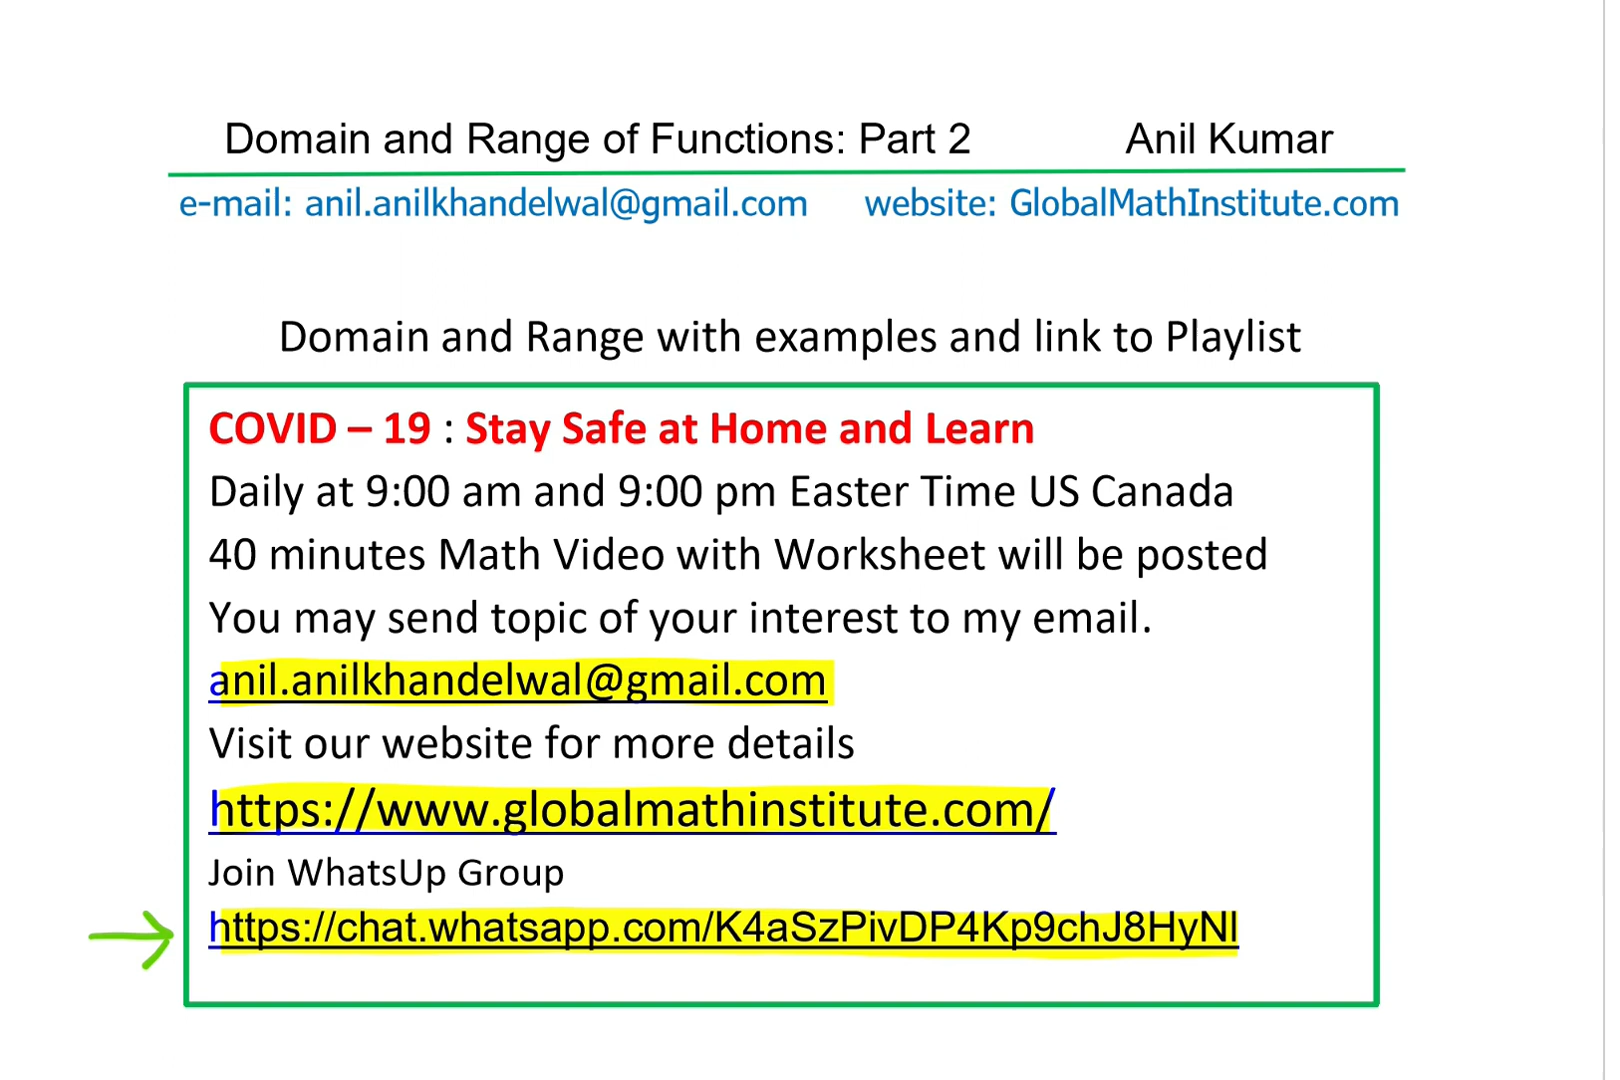 Domain and Range of Functions: Part 2 Anil Kumar
e-mail: anil.anilkhandelwal@gmail.com website: GlobalMathInstitute.com
Domain and Range with examples and link to Playlist
COVID – 19 : Stay Safe at Home and Learn
Daily at 9:00 am and 9:00 pm Easter Time US Canada
40 minutes Math Video with Worksheet will be posted
You may send topic of your interest to my email.
anil.anilkhandelwal@gmail.com
Visit our website for more details
https://www.globalmathinstitute.com/
Join WhatsUp Group
https://chat.whatsapp.com/K4aSzPivDP4Kp9chJ8HyNl